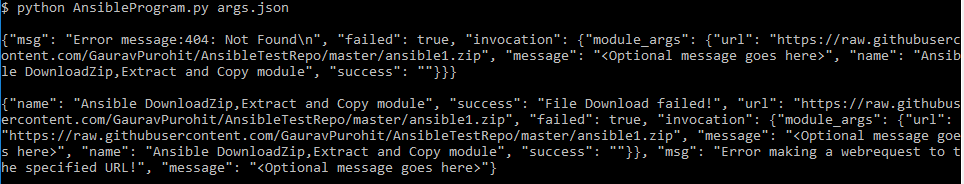 $ python AnsibleProgram.py args.json
{"msg": "Error message:404: Not Found\n", "failed": true, "invocation": {"module_args": {"url": "https://raw.githubuserc
ontent.com/GauravPurohit/AnsibleTestRepo/master/ansible1.zip", "message": "<Optional message goes here>", "name": "Ansib
le DownloadZip,Extract and Copy module", "success": ""}}}
{"name": "Ansible DownloadZip,Extract and Copy module", "success": "File Download failed!", "url": "https://raw.githubus
ercontent.com/GauravPurohit/AnsibleTestRepo/master/ansible1.zip", "failed": true, "invocation": {"module_args": {"url":
"https://raw.githubusercontent.com/GauravPurohit/AnsibleTestRepo/master/ansible1.zip", "message": "<Optional message goe
s here>", "name": "Ansible DownloadZip,Extract and Copy module", "success": ""}}, "msg": "Error making a webrequest to t
he specified URL!", "message": "<Optional message goes here>"}